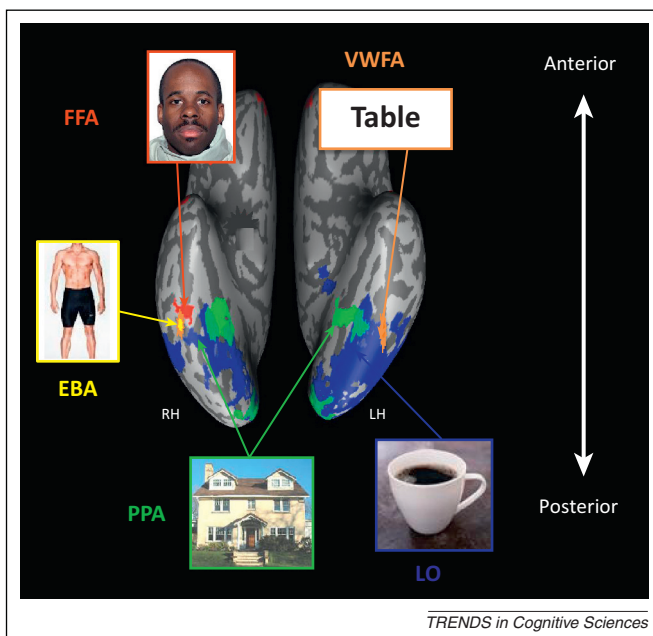 VWFA
Anterior
FFA
Table
EBA
RH
LH
PPA
Posterior
LO
TRENDS in Cognitive Sciences